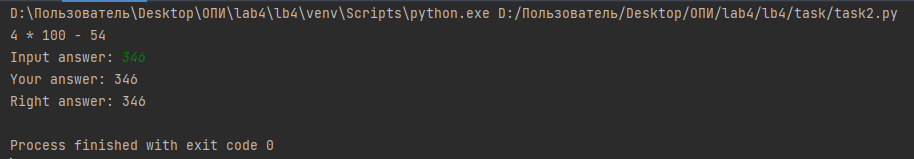 D:\Пользователь\Desktop\ОПИ\lab4\lb4\venv\Scripts\python.exe D:/Пользователь/Desktop/ОПИ/lab4/lb4/task/task2.py
4 * 100 - 54
Input answer: 346
Your answer: 346
Right answer: 346
Process finished with exit code 0